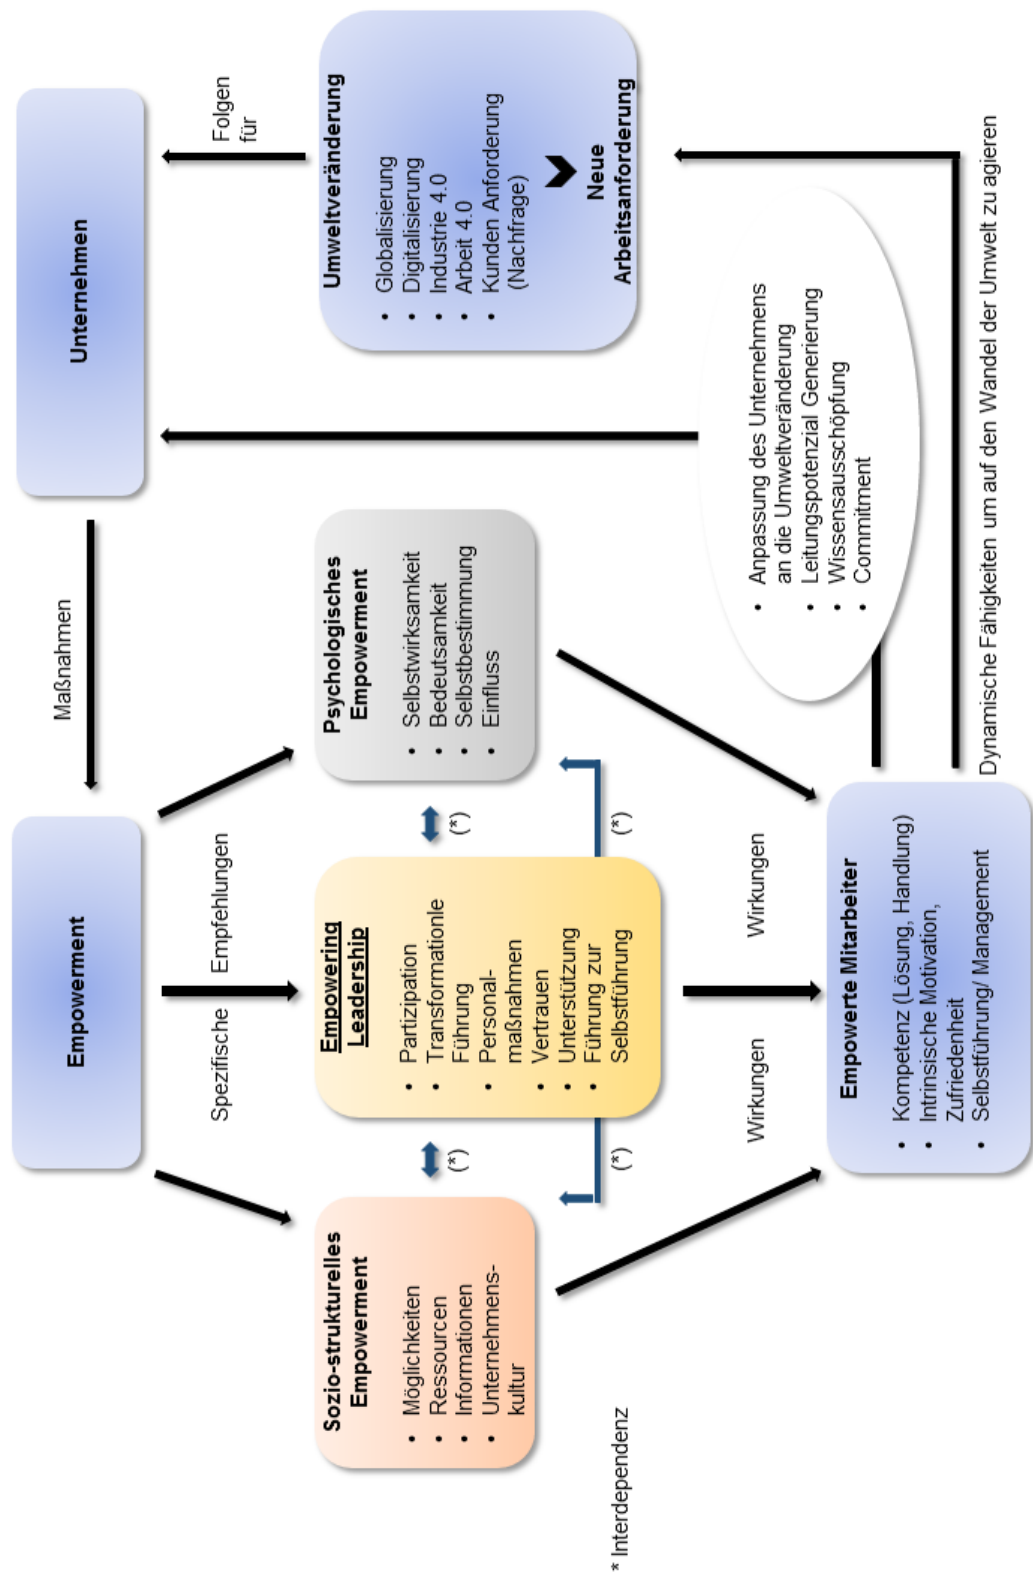 Empowerment
Maßnahmen
Unternehmen
Spezifische Empfehlungen
Folgen
für
Sozio-strukturelles
Empowerment
• Möglichkeiten
• Ressourcen
• Informationen
• Unternehmens-
kultur
(*)
(*)
Empowering
Leadership
• Partizipation
• Transformationle
Führung
• Personal-
maßnahmen
• Vertrauen
• Unterstützung
• Führung zur
Selbstführung
(*)
(*)
Psychologisches
Empowerment
• Selbstwirksamkeit
• Bedeutsamkeit
• Selbstbestimmung
• Einfluss
Umweltveränderung
• Globalisierung
• Digitalisierung
• Industrie 4.0
• Arbeit 4.0
• Kunden Anforderung
(Nachfrage)
Neue
Arbeitsanforderung
* Interdependenz
Wirkungen
Wirkungen
• Anpassung des Unternehmens
an die Umweltveränderung
• Leitungspotenzial Generierung
• Wissensausschöpfung
• Commitment
Empowerte Mitarbeiter
• Kompetenz (Lösung, Handlung)
• Intrinsische Motivation,
Zufriedenheit
• Selbstführung/ Management
Dynamische Fähigkeiten um auf den Wandel der Umwelt zu agieren